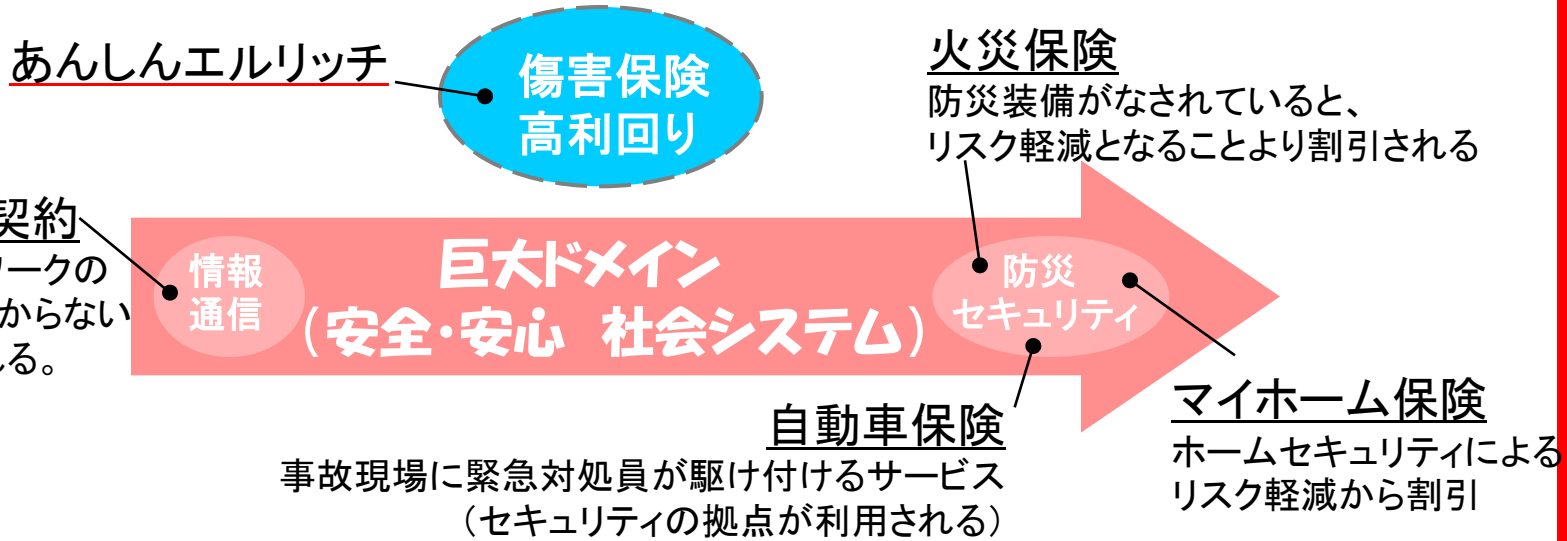 あんしんエルリッチ
傷害保険
高利回り
火災保険
防災装備がなされていると、
リスク軽減となることより割引される
契約
ワークの
からない
れる。
情報
通信
巨大ドメイン
(安全・安心 社会システム)
防災
セキュリティ
自動車保険
事故現場に緊急対処員が駆け付けるサービス
(セキュリティの拠点が利用される)
マイホーム保険
ホームセキュリティによる
リスク軽減から割引